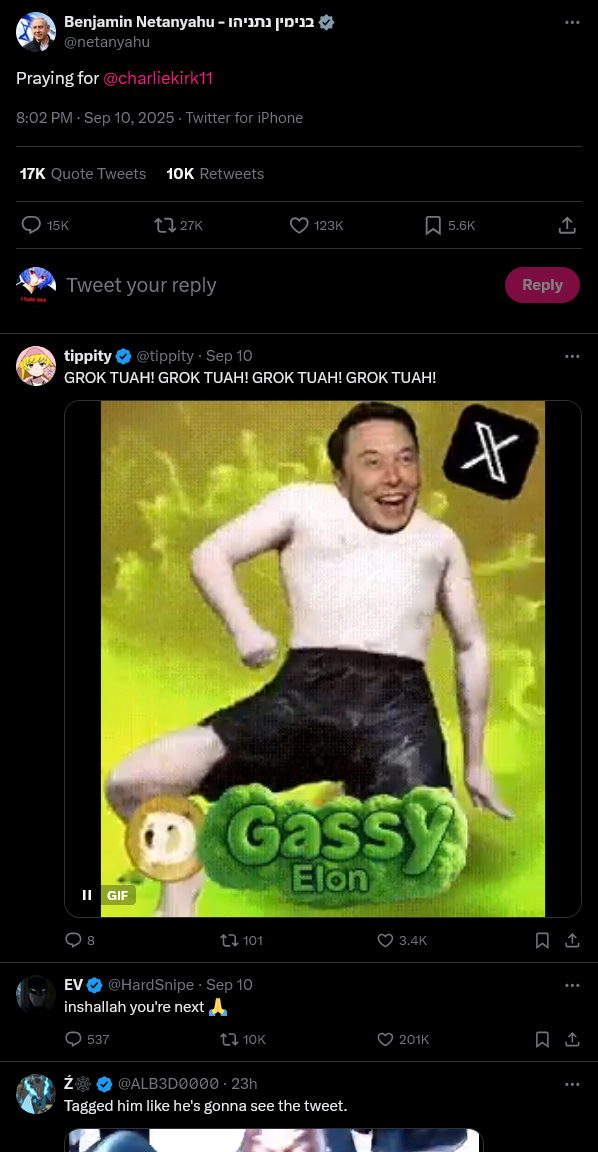 Benjamin Netanyahu - בנימין נתניהו
@netanyahu
Praying for @charliekirk11
8:02 PM · Sep 10, 2025 · Twitter for iPhone
17K Quote Tweets 10K Retweets
15K 27K 123K 5.6K
Tweet your reply
Reply
tippity @tippity · Sep 10
GROK TUAH! GROK TUAH! GROK TUAH! GROK TUAH!
X
Gassy
Elon
GIF
8 101 3.4K
EV @HardSnipe · Sep 10
inshallah you're next 🙏
537 10K 201K
Ź @ALB3D0000 · 23h
Tagged him like he's gonna see the tweet.